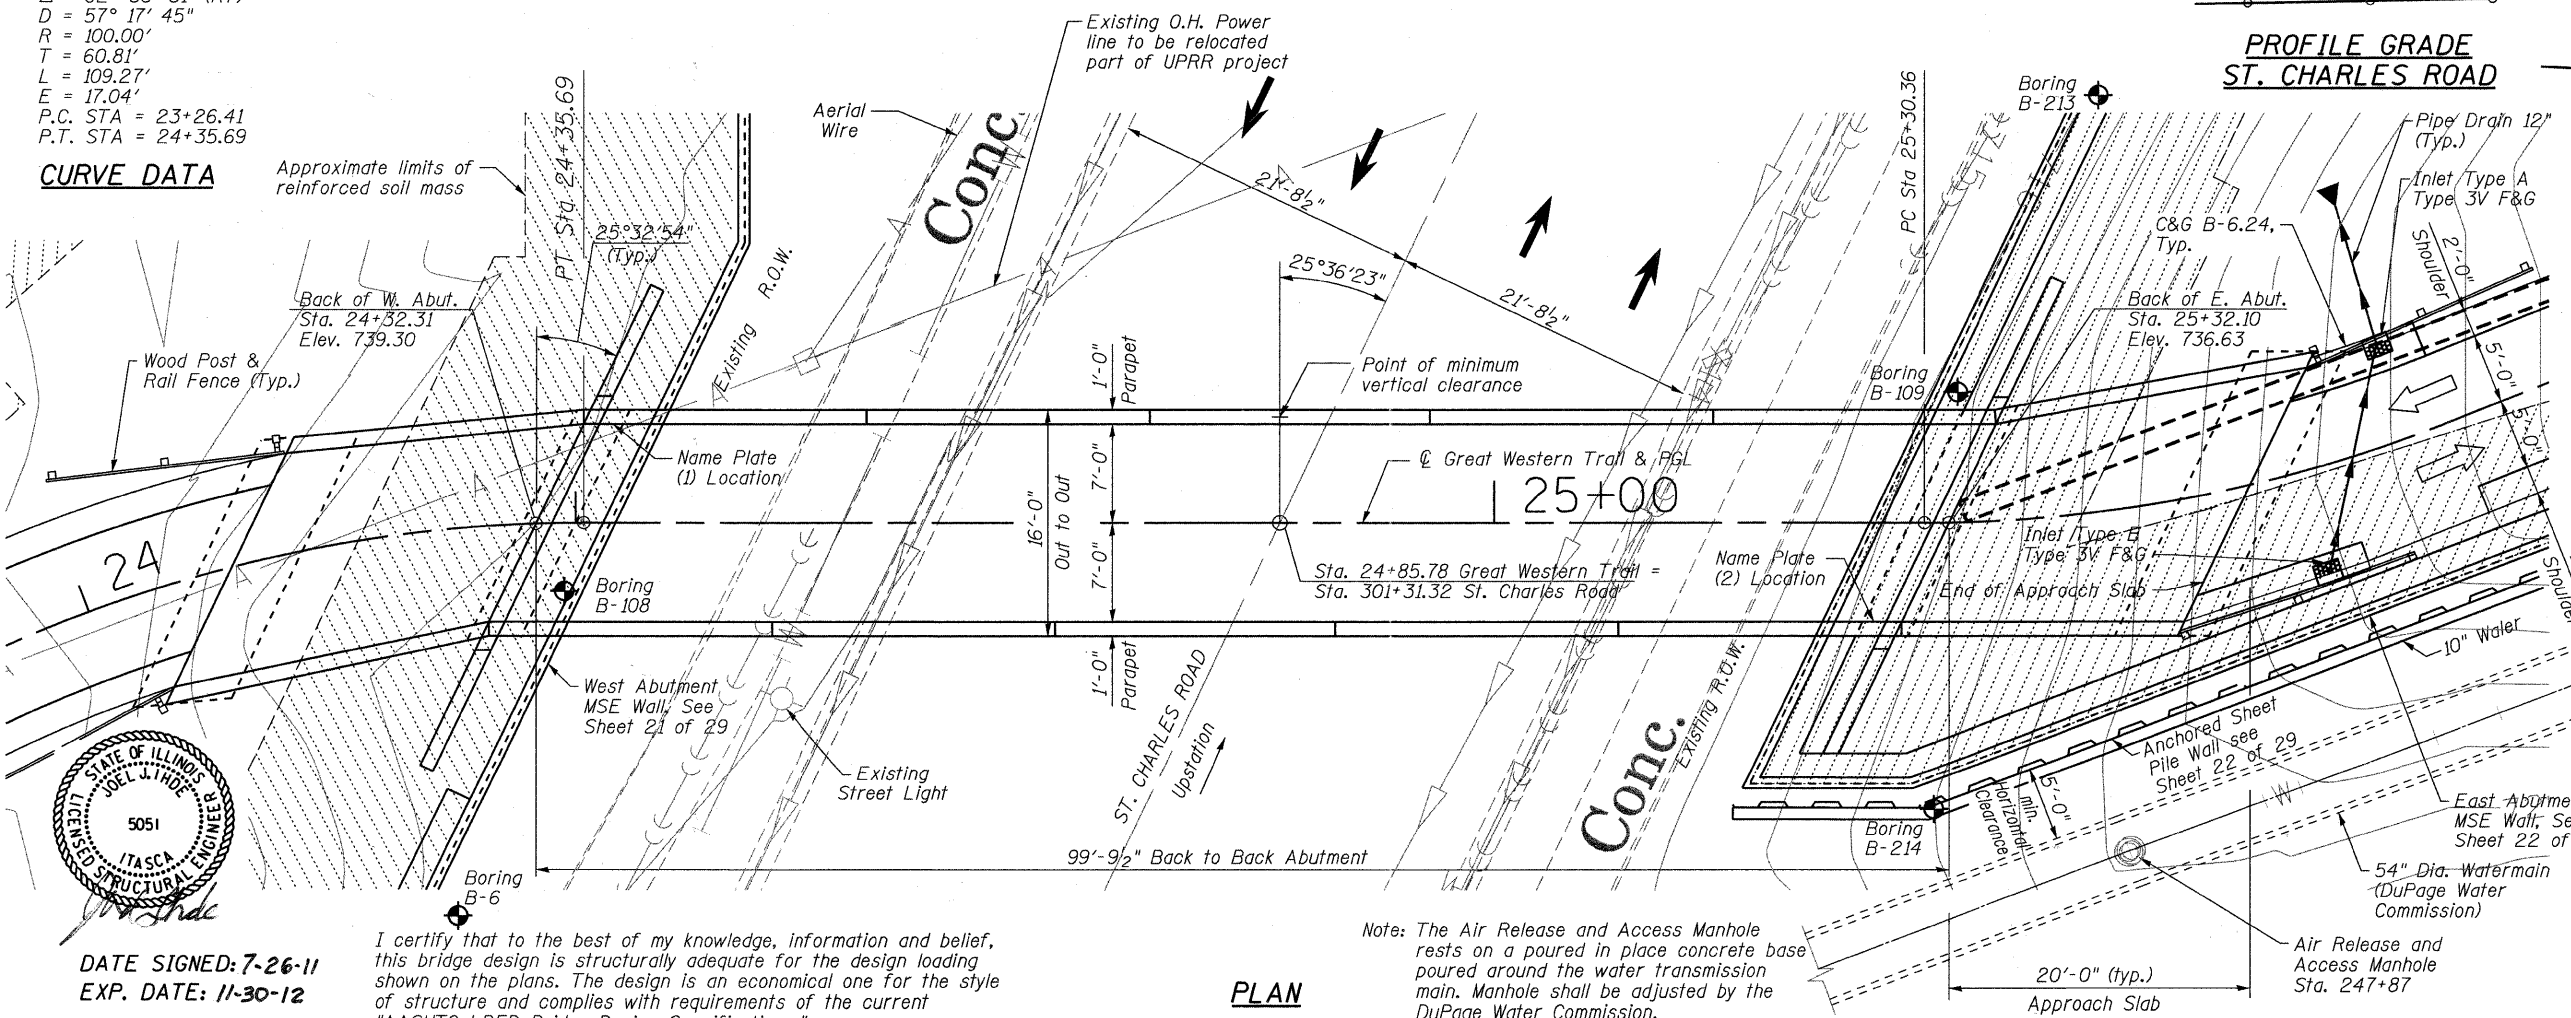 D = 57° 17' 45"
R = 100.00'
T = 60.81'
L = 109.27'
E = 17.04'
P.C. STA = 23+26.41
P.T. STA = 24+35.69
CURVE DATA
Approximate limits of
reinforced soil mass
PT Sta. 24+35.69
25°32'54"
(Typ.)
Aerial
Wire
Existing O.H. Power
line to be relocated
part of UPRR project
Conc.
21'-8½"
21'-8½"
25°36'23"
PC Sta 25+30.36
Boring
B-213
PROFILE GRADE
ST. CHARLES ROAD
Pipe Drain 12"
(Typ.)
Inlet Type A
Type 3V F&G
C&G B-6.24,
Typ.
2'-0"
Shoulder
Back of W. Abut.
Sta. 24+32.31
Elev. 739.30
Existing R.O.W.
Wood Post &
Rail Fence (Typ.)
1'-0"
Parapet
Point of minimum
vertical clearance
Back of E. Abut.
Sta. 25+32.10
Elev. 736.63
Boring
B-109
5'-0"
5'-0"
Shoulder
Name Plate
(1) Location
16'-0"
Out to Out
7'-0"
7'-0"
℄ Great Western Trail & PGL
25+00
24
Boring
B-108
Sta. 24+85.78 Great Western Trail =
Sta. 301+31.32 St. Charles Road
Name Plate
(2) Location
Inlet Type B
Type 3V F&G
End of Approach Slab
1'-0"
Parapet
West Abutment
MSE Wall, See
Sheet 21 of 29
Existing
Street Light
ST. CHARLES ROAD
Upstation
Conc.
Existing R.O.W.
10" Waler
Anchored Sheet
Pile Wall see
Sheet 22 of 29
5'-0"
min.
Horizontal
Clearance
Boring
B-214
W
East Abutme
MSE Wall, Se
Sheet 22 of
54" Dia. Watermain
(DuPage Water
Commission)
Air Release and
Access Manhole
Sta. 247+87
99'-9½" Back to Back Abutment
20'-0" (typ.)
Approach Slab
STATE OF ILLINOIS
JOEL J. IHDE
5051
ITASCA
LICENSED STRUCTURAL ENGINEER
Boring
B-6
DATE SIGNED: 7-26-11
EXP. DATE: 11-30-12
I certify that to the best of my knowledge, information and belief,
this bridge design is structurally adequate for the design loading
shown on the plans. The design is an economical one for the style
of structure and complies with requirements of the current
PLAN
Note: The Air Release and Access Manhole
rests on a poured in place concrete base
poured around the water transmission
main. Manhole shall be adjusted by the
DuPage Water Commission.